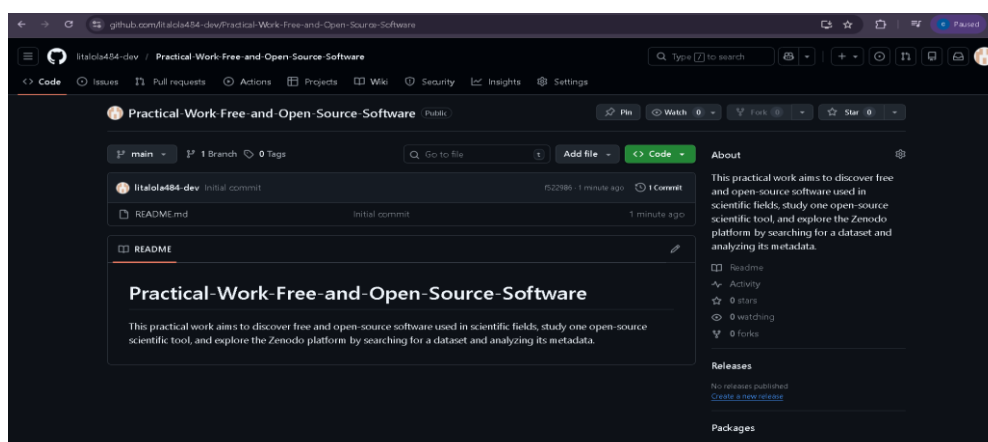 github.com/litalola484-dev/Practical-Work-Free-and-Open-Source-Software
Paused
litalola484-dev / Practical-Work-Free-and-Open-Source-Software
Type / to search
Code Issues Pull requests Actions Projects Wiki Security Insights Settings
Practical-Work-Free-and-Open-Source-Software Public
Pin Watch 0 Fork 0 Star 0
main 1 Branch 0 Tags Go to file t Add file Code
litalola484-dev Initial commit f522986 · 1 minute ago 1 Commit
README.md Initial commit 1 minute ago
README
Practical-Work-Free-and-Open-Source-Software
This practical work aims to discover free and open-source software used in scientific fields, study one open-source
scientific tool, and explore the Zenodo platform by searching for a dataset and analyzing its metadata.
About
This practical work aims to discover free
and open-source software used in
scientific fields, study one open-source
scientific tool, and explore the Zenodo
platform by searching for a dataset and
analyzing its metadata.
Readme
Activity
0 stars
0 watching
0 forks
Releases
No releases published
Create a new release
Packages